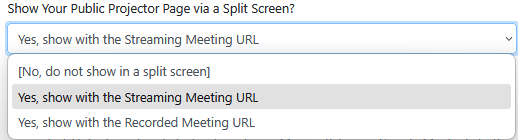 Show Your Public Projector Page via a Split Screen?
Yes, show with the Streaming Meeting URL
[No, do not show in a split screen]
Yes, show with the Streaming Meeting URL
Yes, show with the Recorded Meeting URL